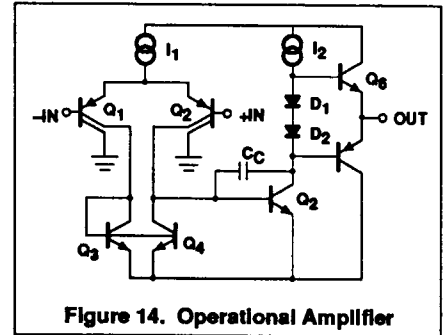 I1
I2
Q6
–IN
Q1
Q2
+IN
D1
OUT
D2
CC
Q2
Q3
Q4
Figure 14. Operational Amplifier